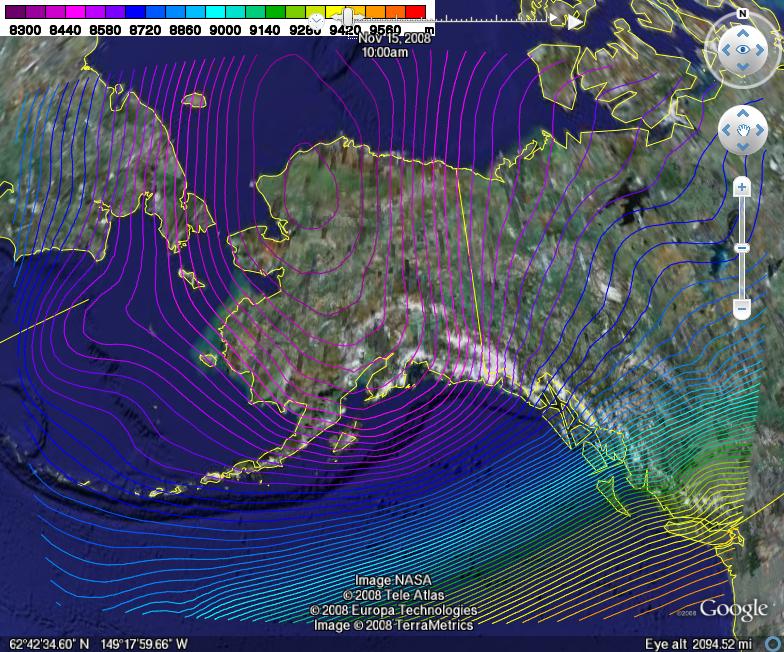 8300 8440 8580 8720 8860 9000 9140 9280 9420 9560 m
Nov 15, 2008
10:00am
N
Image NASA
© 2008 Tele Atlas
© 2008 Europa Technologies
Image © 2008 TerraMetrics
©2008 Google
62°42'34.60" N 149°17'59.66" W
Eye alt 2094.52 mi